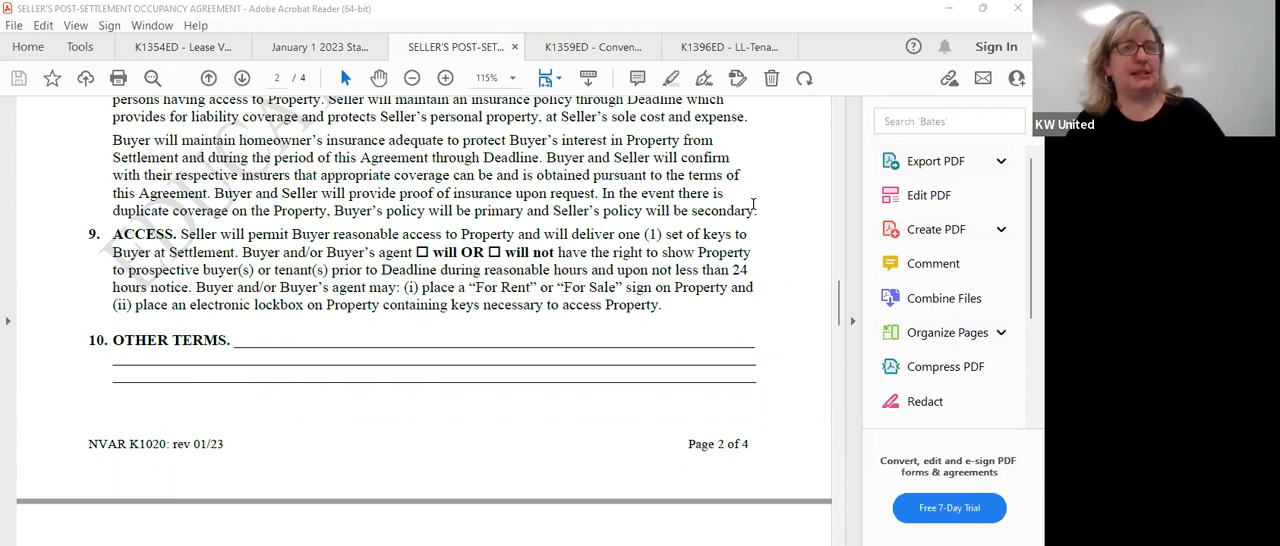 SELLER'S POST-SETTLEMENT OCCUPANCY AGREEMENT - Adobe Acrobat Reader (64-bit)
File Edit View Sign Window Help
Home Tools K1354ED - Lease V... January 1 2023 Sta... SELLER'S POST-SET... × K1359ED - Conven... K1396ED - LL-Tena... Sign In
2 / 4 115%
persons having access to Property. Seller will maintain an insurance policy through Deadline which
provides for liability coverage and protects Seller's personal property, at Seller's sole cost and expense.
Buyer will maintain homeowner's insurance adequate to protect Buyer's interest in Property from
Settlement and during the period of this Agreement through Deadline. Buyer and Seller will confirm
with their respective insurers that appropriate coverage can be and is obtained pursuant to the terms of
this Agreement. Buyer and Seller will provide proof of insurance upon request. In the event there is
duplicate coverage on the Property, Buyer's policy will be primary and Seller's policy will be secondary.
9. ACCESS. Seller will permit Buyer reasonable access to Property and will deliver one (1) set of keys to
Buyer at Settlement. Buyer and/or Buyer's agent ☐ will OR ☐ will not have the right to show Property
to prospective buyer(s) or tenant(s) prior to Deadline during reasonable hours and upon not less than 24
hours notice. Buyer and/or Buyer's agent may: (i) place a "For Rent" or "For Sale" sign on Property and
(ii) place an electronic lockbox on Property containing keys necessary to access Property.
10. OTHER TERMS.
NVAR K1020: rev 01/23 Page 2 of 4
EDUCA
Search 'Bates'
Export PDF
Edit PDF
Create PDF
Comment
Combine Files
Organize Pages
Compress PDF
Redact
Convert, edit and e-sign PDF
forms & agreements
Free 7-Day Trial
KW United